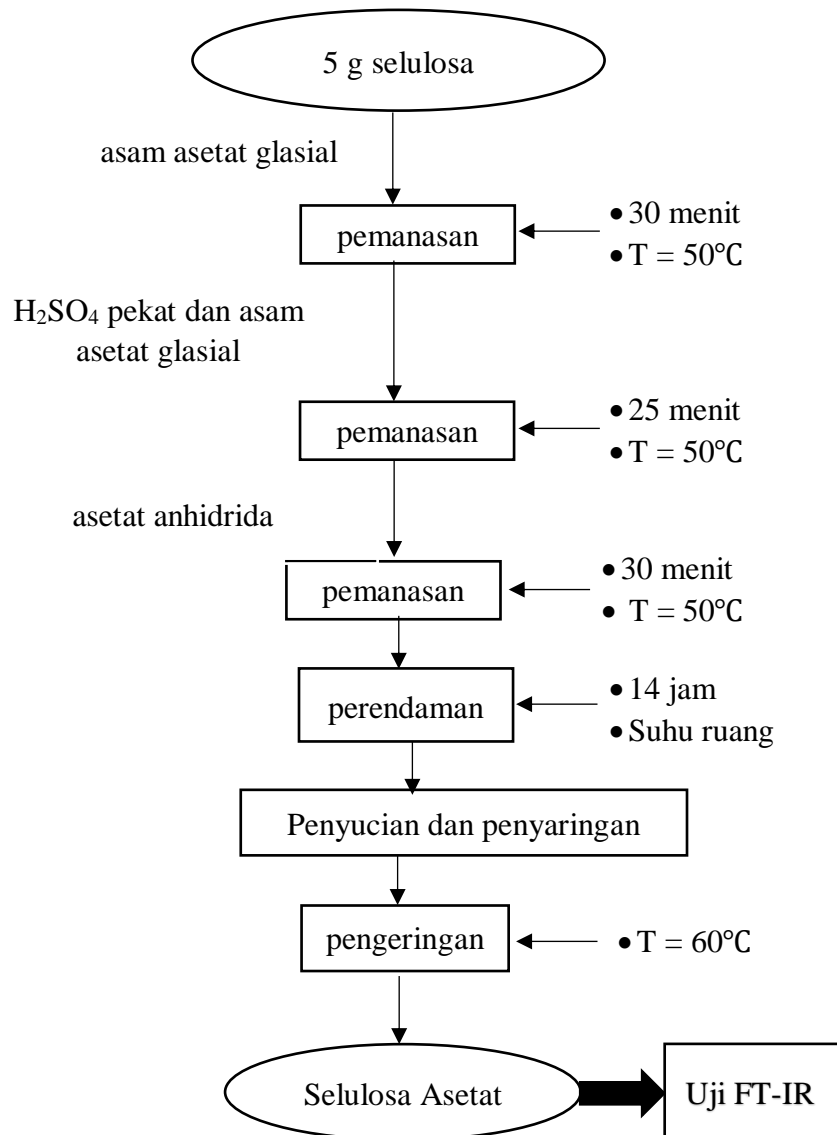 5 g selulosa
asam asetat glasial
pemanasan
• 30 menit
• T = 50℃
H₂SO₄ pekat dan asam
asetat glasial
pemanasan
• 25 menit
• T = 50℃
asetat anhidrida
pemanasan
• 30 menit
• T = 50℃
perendaman
• 14 jam
• Suhu ruang
Penyucian dan penyaringan
pengeringan
• T = 60℃
Selulosa Asetat
Uji FT-IR